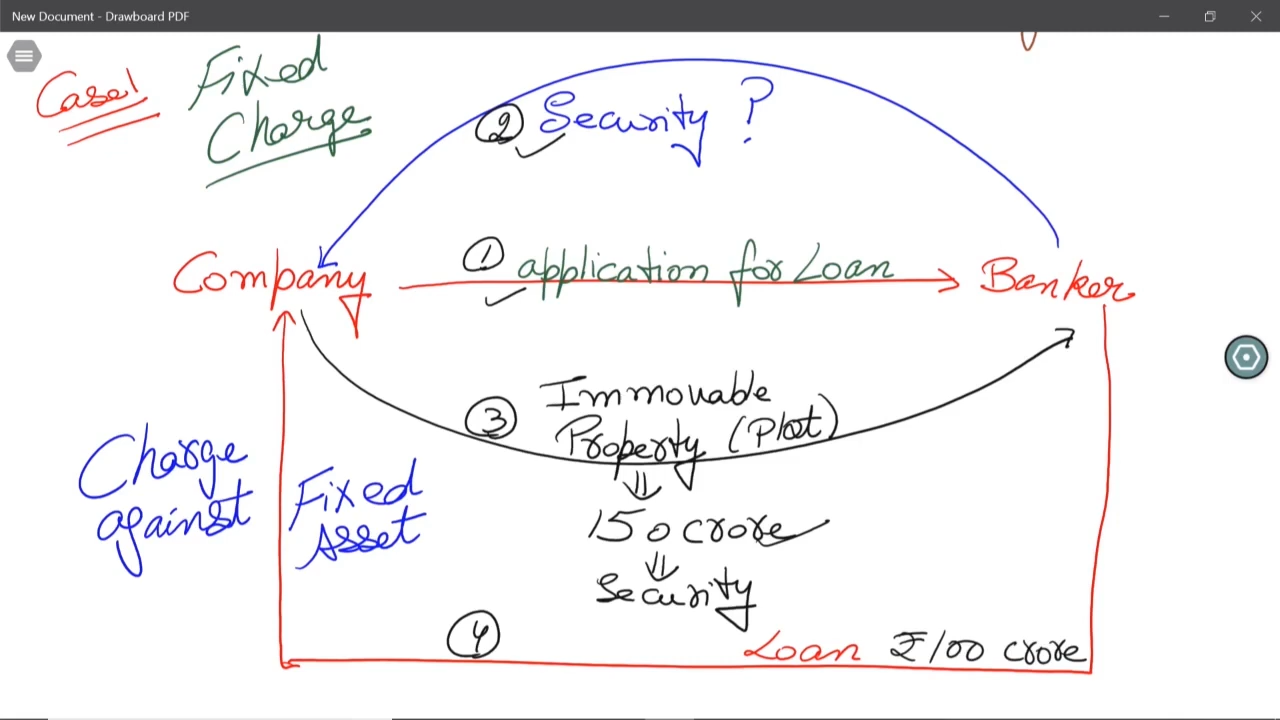 New Document - Drawboard PDF
Case 1
Fixed
Charge
② Security ?
① application for Loan
Company
Banker
③ Immovable
Property (Plot)
150 crore
Security
Charge
against
Fixed
Asset
④
Loan ₹100 crore